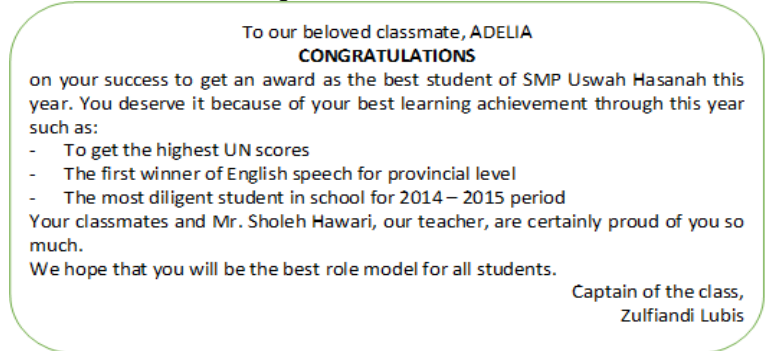 To our beloved classmate, ADELIA
CONGRATULATIONS
on your success to get an award as the best student of SMP Uswah Hasanah this
year. You deserve it because of your best learning achievement through this year
such as:
- To get the highest UN scores
- The first winner of English speech for provincial level
- The most diligent student in school for 2014 – 2015 period
Your classmates and Mr. Sholeh Hawari, our teacher, are certainly proud of you so
much.
We hope that you will be the best role model for all students.
Captain of the class,
Zulfiandi Lubis